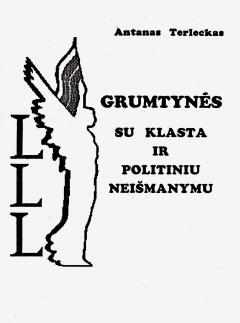 Antanas Terleckas
GRUMTYNĖS
SU KLASTA
IR
POLITINIU
NEIŠMANYMU
L
L
L